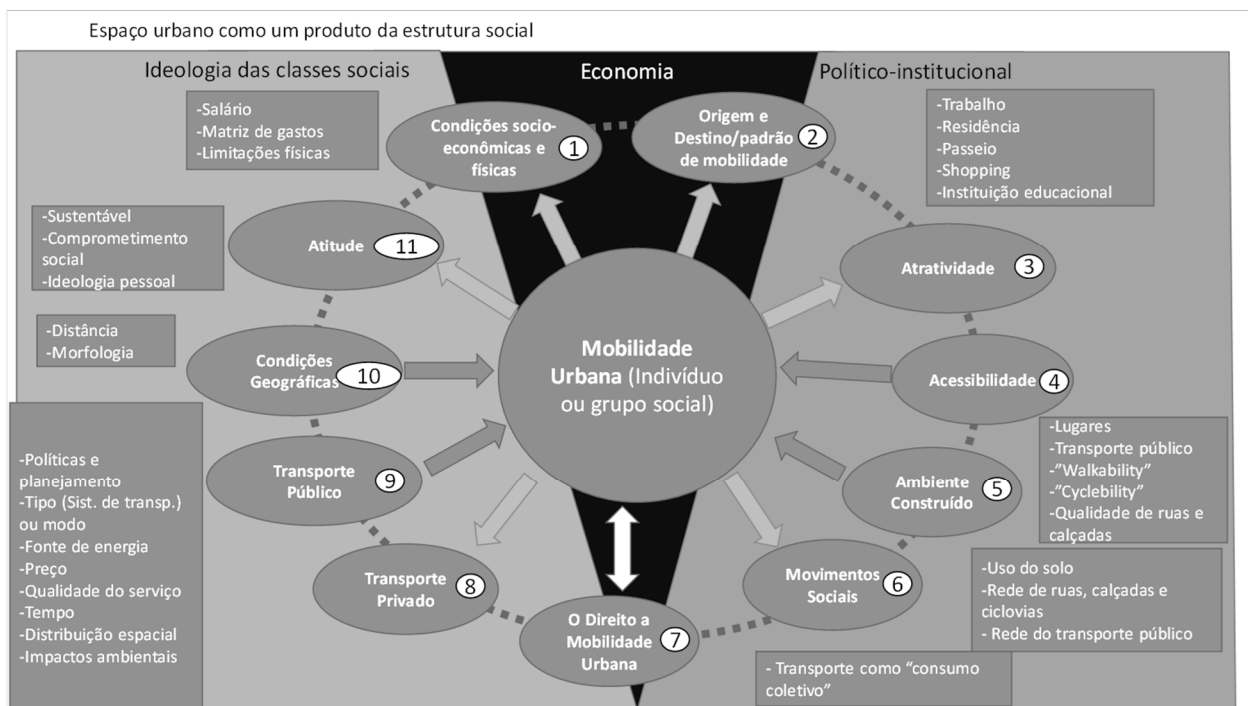 Espaço urbano como um produto da estrutura social
Ideologia das classes sociais
Economia
Político-institucional
-Salário
-Matriz de gastos
-Limitações físicas
Condições socio-
econômicas e
físicas
1
Origem e
Destino/padrão
de mobilidade
2
-Trabalho
-Residência
-Passeio
-Shopping
-Instituição educacional
-Sustentável
-Comprometimento
social
-Ideologia pessoal
Atitude
11
Atratividade
3
-Distância
-Morfologia
Condições
Geográficas
10
Mobilidade
Urbana (Indivíduo
ou grupo social)
Acessibilidade
4
-Lugares
-Transporte público
-”Walkability”
-”Cyclebility”
-Qualidade de ruas e
calçadas
-Políticas e
planejamento
-Tipo (Sist. de transp.)
ou modo
-Fonte de energia
-Preço
-Qualidade do serviço
-Tempo
-Distribuição espacial
-Impactos ambientais
Transporte
Público
9
Ambiente
Construído
5
Transporte
Privado
8
Movimentos
Sociais
6
-Uso do solo
-Rede de ruas, calçadas e
ciclovias
- Rede do transporte público
O Direito a
Mobilidade
Urbana
7
- Transporte como “consumo
coletivo”